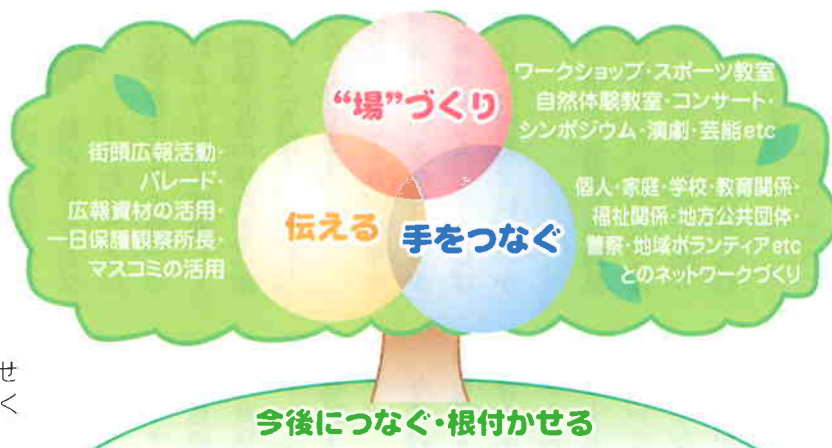 “場”づくり
ワークショップ・スポーツ教室
自然体験教室・コンサート・
シンポジウム・演劇・芸能etc
街頭広報活動・
パレード・
広報資材の活用・
一日保護観察所長・
マスコミの活用
伝える
手をつなぐ
個人・家庭・学校・教育関係・
福祉関係・地方公共団体・
警察・地域ボランティアetc
とのネットワークづくり
せ
く
今後につなぐ・根付かせる